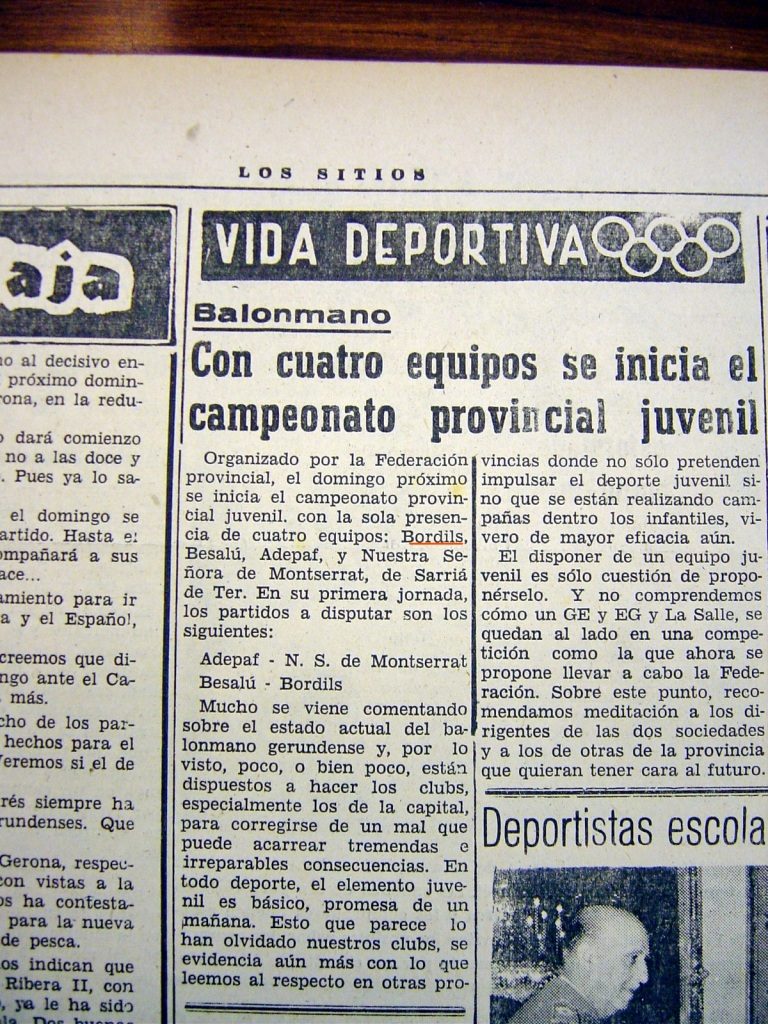 LOS SITIOS
aja
no al decisivo en-
próximo domin-
rona, en la redu-
dará comienzo
no a las doce y
. Pues ya lo sa-
el domingo se
artido. Hasta el
ompañará a sus
ace...
amiento para ir
a y el Español,
creemos que di-
ngo ante el Ca-
más.
cho de los par-
hechos para el
Veremos si el de
rés siempre ha
rundenses. Que
Gerona, respec-
con vistas a la
os ha contesta-
para la nueva
de pesca.
os indican que
Ribera II, con
, ya le ha sido
VIDA DEPORTIVA
Balonmano
Con cuatro equipos se inicia el
campeonato provincial juvenil
Organizado por la Federación
provincial, el domingo próximo
se inicia el campeonato provin-
cial juvenil. con la sola presen-
cia de cuatro equipos: Bordils,
Besalú, Adepaf, y Nuestra Se-
ñora de Montserrat, de Sarriá
de Ter. En su primera jornada,
los partidos a disputar son los
siguientes:
Adepaf - N. S. de Montserrat
Besalú - Bordils
Mucho se viene comentando
sobre el estado actual del ba-
lonmano gerundense y, por lo
visto, poco, o bien poco, están
dispuestos a hacer los clubs,
especialmente los de la capital,
para corregirse de un mal que
puede acarrear tremendas e
irreparables consecuencias. En
todo deporte, el elemento juve-
nil es básico, promesa de un
mañana. Esto que parece lo
han olvidado nuestros clubs, se
evidencia aún más con lo que
leemos al respecto en otras pro-
vincias donde no sólo pretenden
impulsar el deporte juvenil si-
no que se están realizando cam-
pañas dentro los infantiles, vi-
vero de mayor eficacia aún.
El disponer de un equipo ju-
venil es sólo cuestión de propo-
nérselo. Y no comprendemos
cómo un GE y EG y La Salle, se
quedan al lado en una compe-
tición como la que ahora se
propone llevar a cabo la Fede-
ración. Sobre este punto, reco-
mendamos meditación a los di-
rigentes de las dos sociedades
y a los de otras de la provincia
que quieran tener cara al futuro.
Deportistas escola